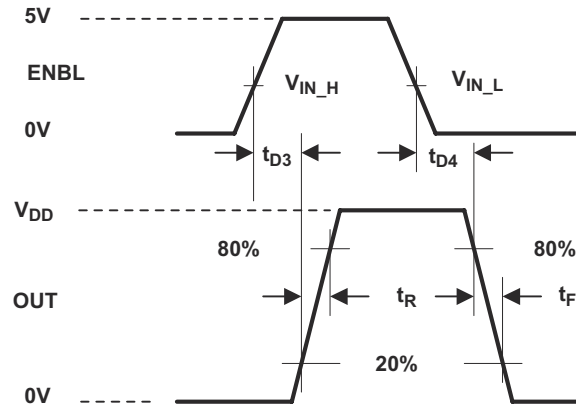 5V
ENBL
V_IN_H
V_IN_L
0V
t_D3
t_D4
V_DD
80%
80%
OUT
t_R
t_F
20%
0V